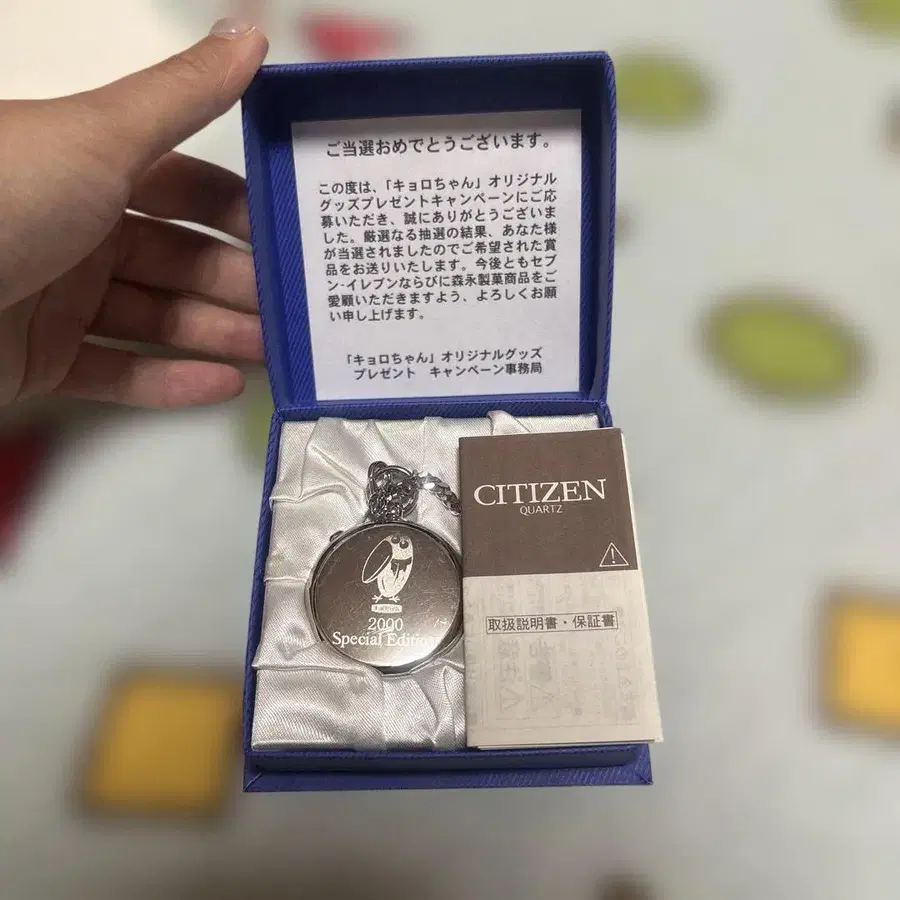 ご当選おめでとうございます。
この度は、「キョロちゃん」オリジナル
グッズプレゼントキャンペーンにご応
募いただき、誠にありがとうございま
した。厳選なる抽選の結果、あなた様
が当選されましたのでご希望された賞
品をお送りいたします。今後ともセブ
ン-イレブンならびに森永製菓商品をご
愛顧いただきますよう、よろしくお願
い申し上げます。
「キョロちゃん」オリジナルグッズ
プレゼント　キャンペーン事務局
CITIZEN
QUARTZ
取扱説明書・保証書
2000
Special Edition